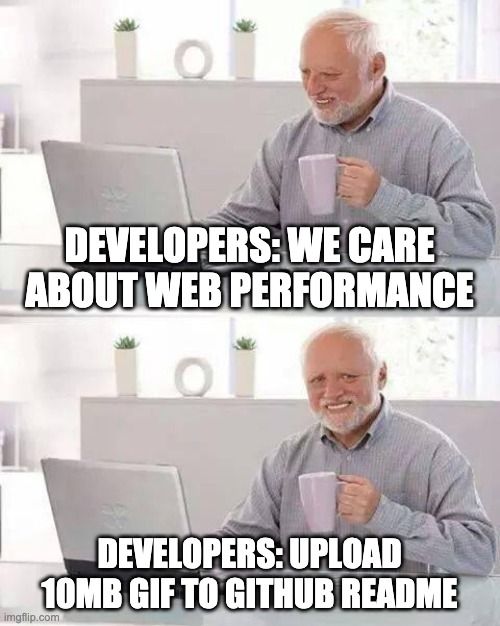 DEVELOPERS: WE CARE
ABOUT WEB PERFORMANCE
DEVELOPERS: UPLOAD
10MB GIF TO GITHUB README
imgflip.com